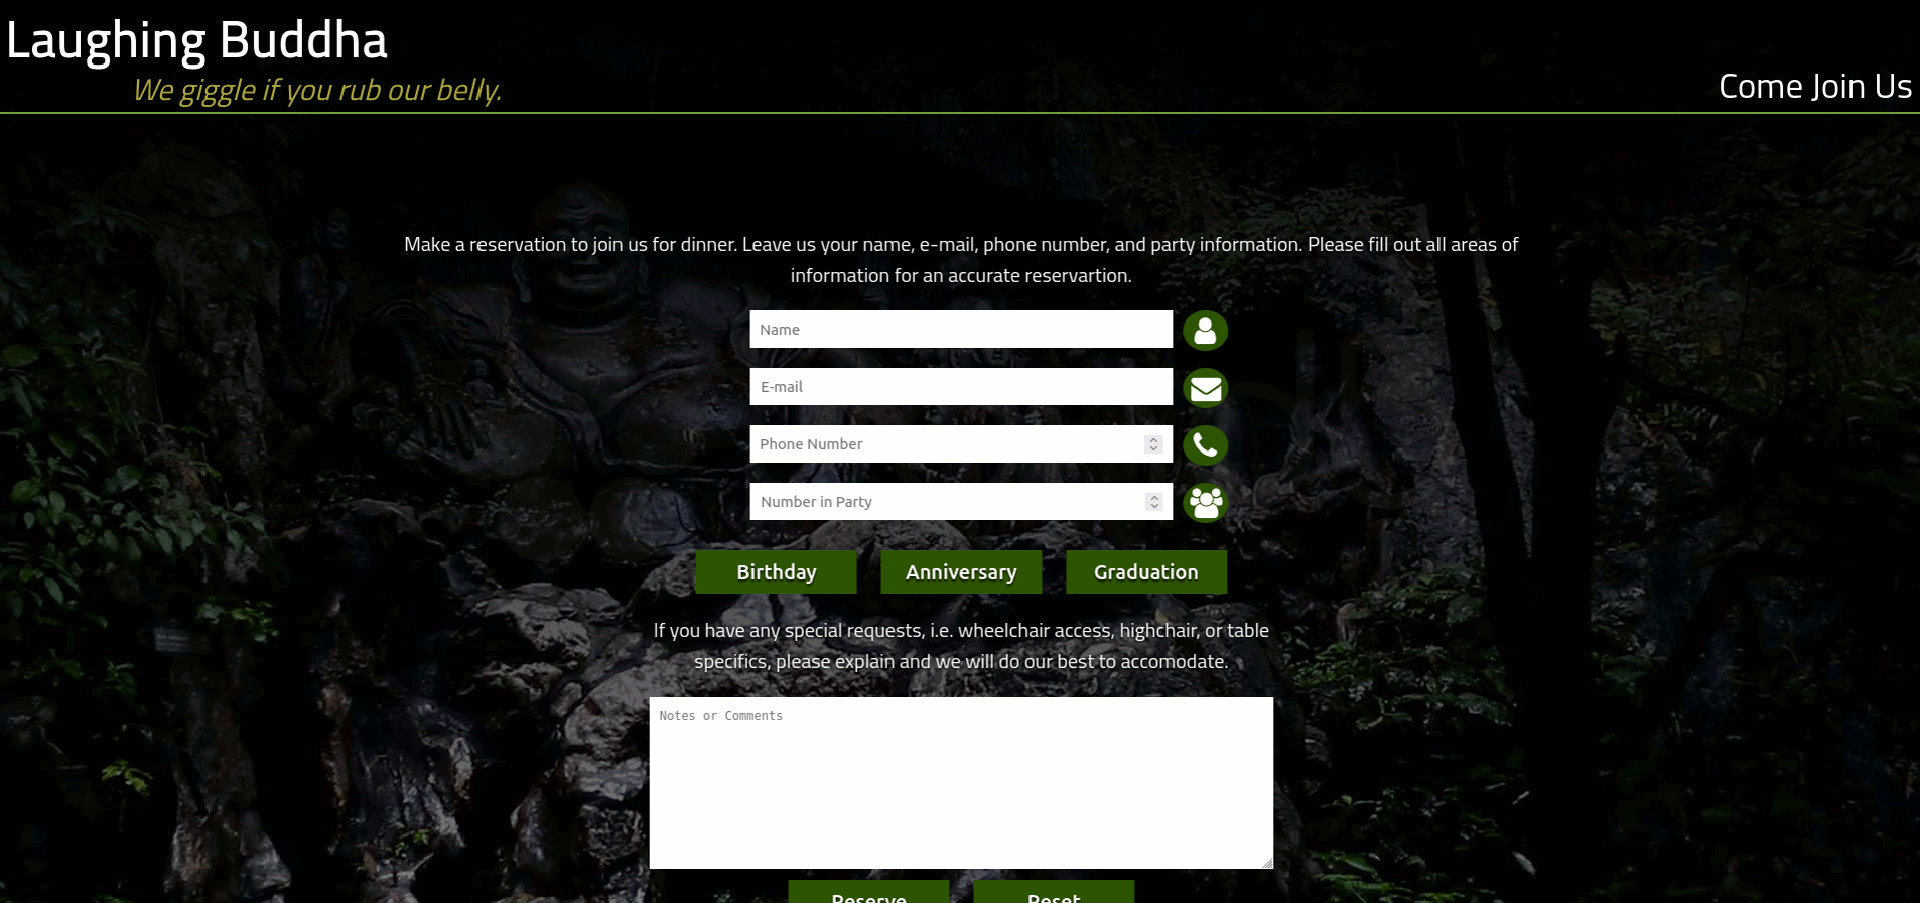 Laughing Buddha
We giggle if you rub our belly.
Come Join Us
Make a reservation to join us for dinner. Leave us your name, e-mail, phone number, and party information. Please fill out all areas of
information for an accurate reservartion.
Name
E-mail
Phone Number
Number in Party
Birthday Anniversary Graduation
If you have any special requests, i.e. wheelchair access, highchair, or table
specifics, please explain and we will do our best to accomodate.
Notes or Comments
Reserve Reset